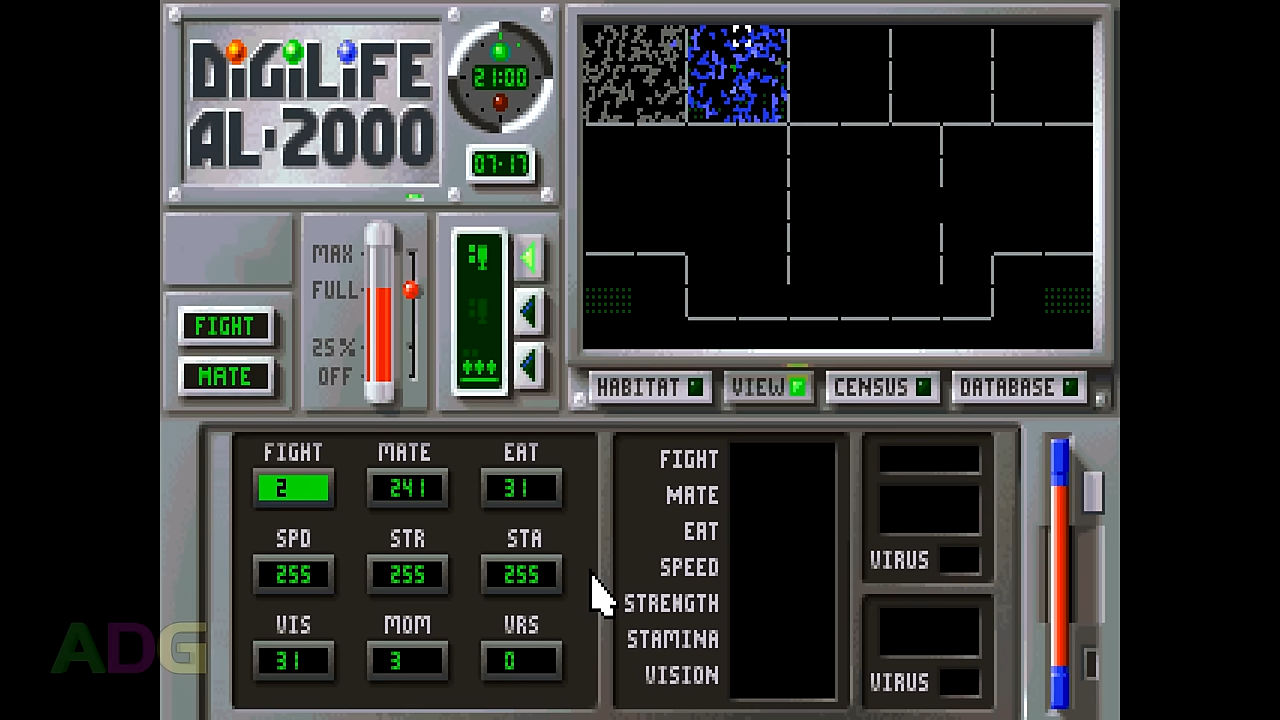 DIGILIFE
AL·2000
21:00
07·17
MAX
FULL
25%
OFF
FIGHT
MATE
HABITAT VIEW CENSUS DATABASE
FIGHT MATE EAT
2 241 31
SPD STR STA
255 255 255
VIS MOM VRS
31 3 0
FIGHT
MATE
EAT
SPEED
STRENGTH
STAMINA
VISION
VIRUS
VIRUS
ADG